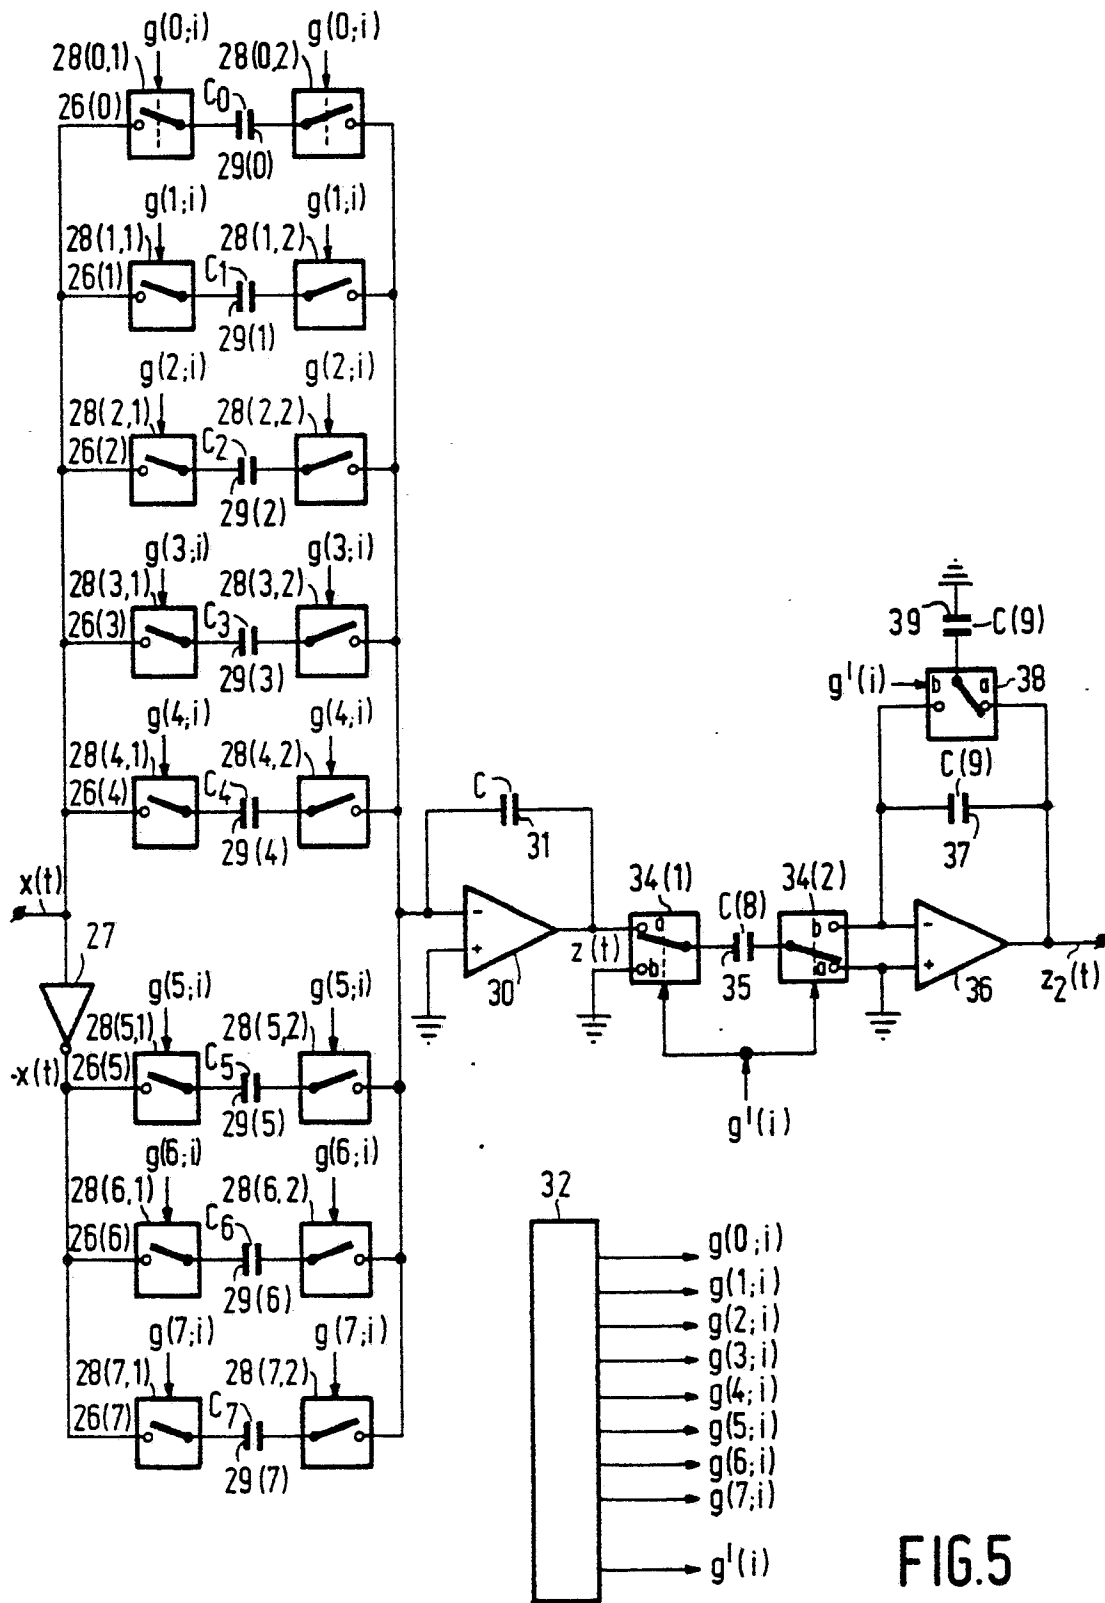 g(0;i) g(0;i)
28(0,1) 28(0,2)
26(0) C0
29(0)
g(1;i) g(1;i)
28(1,1) 28(1,2)
26(1) C1
29(1)
g(2;i) g(2;i)
28(2,1) 28(2,2)
26(2) C2
29(2)
g(3;i) g(3;i)
28(3,1) 28(3,2)
26(3) C3
29(3)
g(4;i) g(4;i)
28(4,1) 28(4,2)
26(4) C4
29(4)
x(t)
27
-x(t)
g(5;i) g(5;i)
28(5,1) 28(5,2)
26(5) C5
29(5)
g(6;i) g(6;i)
28(6,1) 28(6,2)
26(6) C6
29(6)
g(7;i) g(7;i)
28(7,1) 28(7,2)
26(7) C7
29(7)
C
31
- +
30
z(t)
34(1)
a
b
C(8)
35
34(2)
b
a
g'(i)
39 C(9)
g'(i) b a 38
C(9)
37
- +
36
z2(t)
32
g(0;i)
g(1;i)
g(2;i)
g(3;i)
g(4;i)
g(5;i)
g(6;i)
g(7;i)
g'(i)
FIG.5